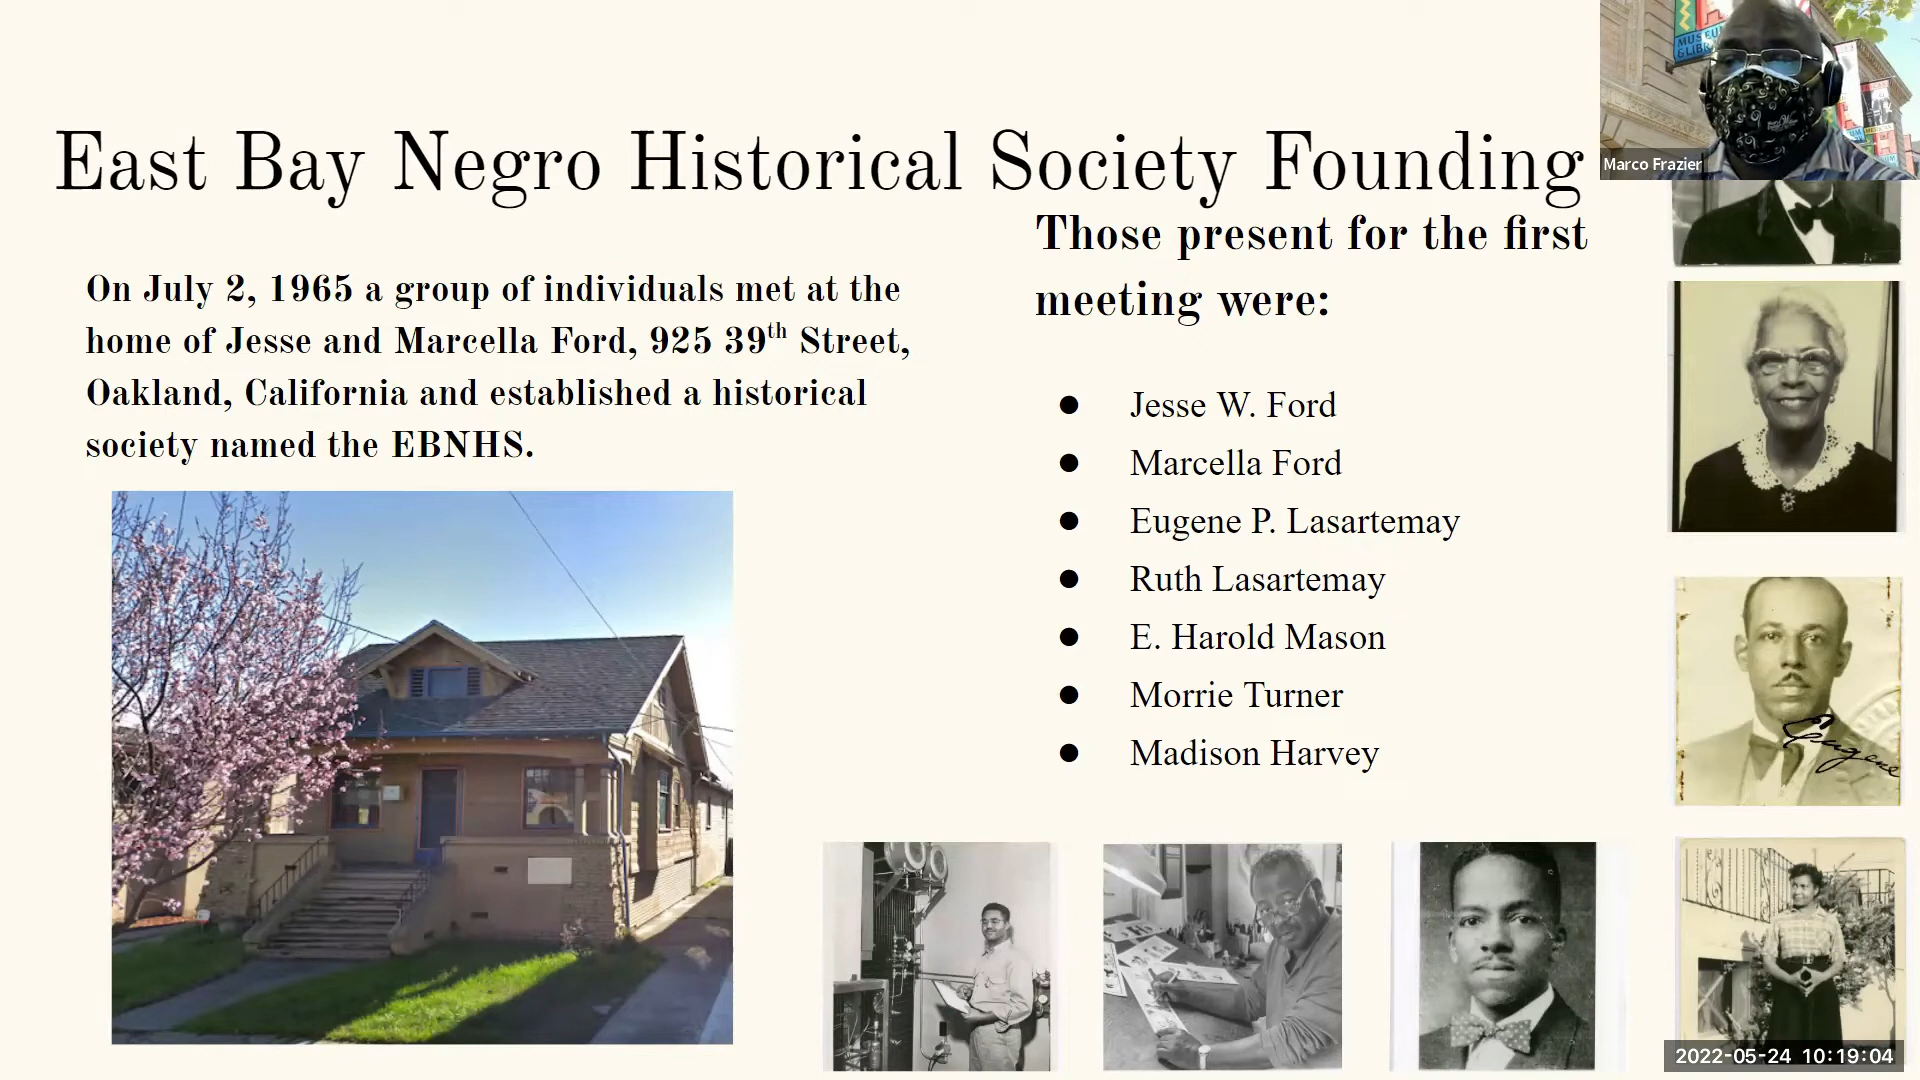 East Bay Negro Historical Society Founding
On July 2, 1965 a group of individuals met at the
home of Jesse and Marcella Ford, 925 39th Street,
Oakland, California and established a historical
society named the EBNHS.
Those present for the first
meeting were:
● Jesse W. Ford
● Marcella Ford
● Eugene P. Lasartemay
● Ruth Lasartemay
● E. Harold Mason
● Morrie Turner
● Madison Harvey
Marco Frazier
Eugene
2022-05-24 10:19:04